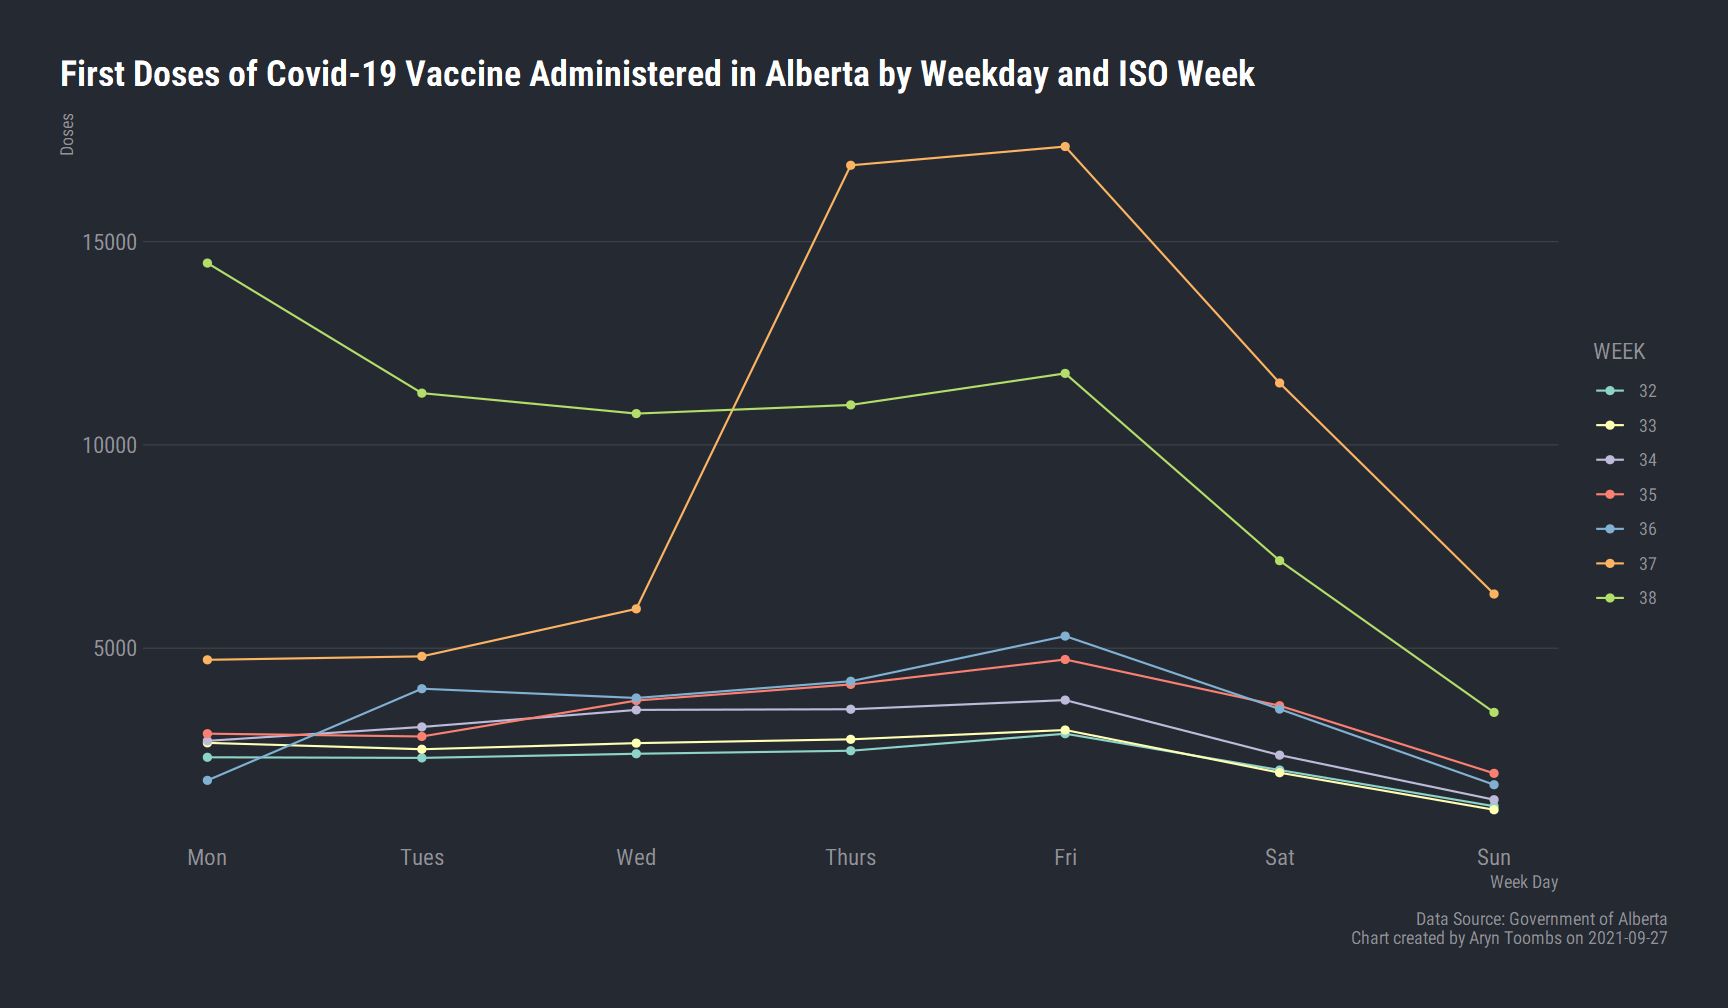 First Doses of Covid-19 Vaccine Administered in Alberta by Weekday and ISO Week
Doses
15000
10000
5000
WEEK
32
33
34
35
36
37
38
Mon Tues Wed Thurs Fri Sat Sun
Week Day
Data Source: Government of Alberta
Chart created by Aryn Toombs on 2021-09-27